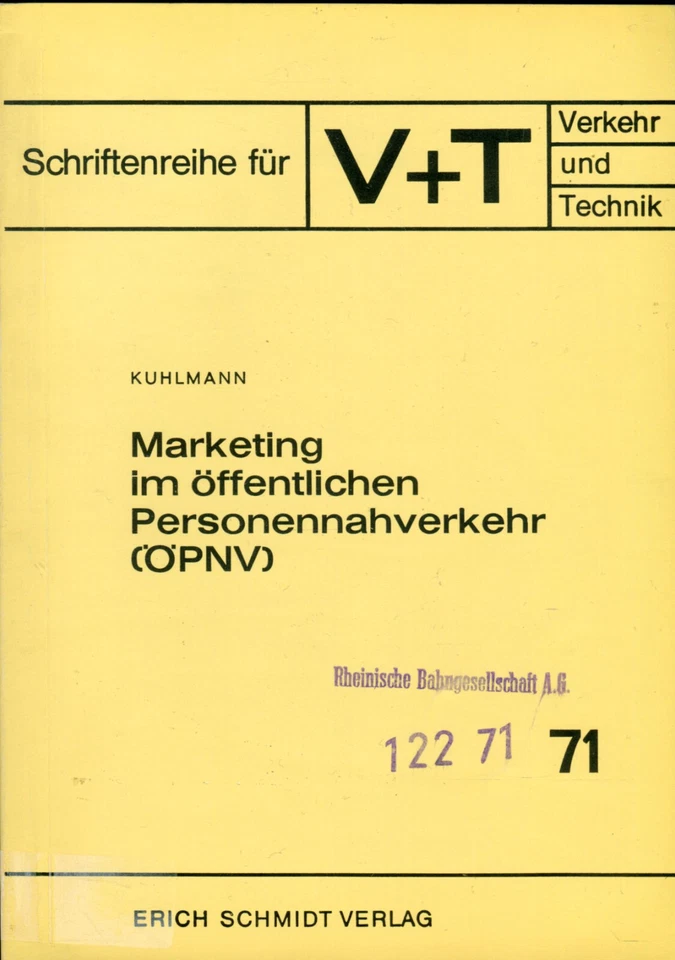 Schriftenreihe für
V+T
Verkehr
und
Technik
KUHLMANN
Marketing
im öffentlichen
Personennahverkehr
(ÖPNV)
Rheinische Bahngesellschaft A.G.
122 71
71
ERICH SCHMIDT VERLAG